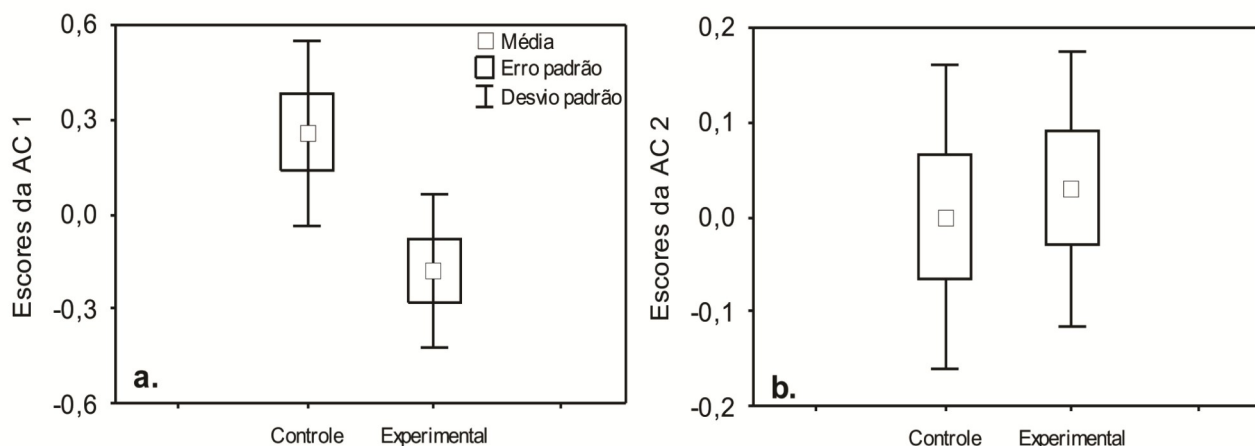 Escores da AC 1
0,6
0,3
0,0
-0,3
-0,6
Média
Erro padrão
Desvio padrão
a.
Controle
Experimental
Escores da AC 2
0,2
0,1
0,0
-0,1
-0,2
b.
Controle
Experimental